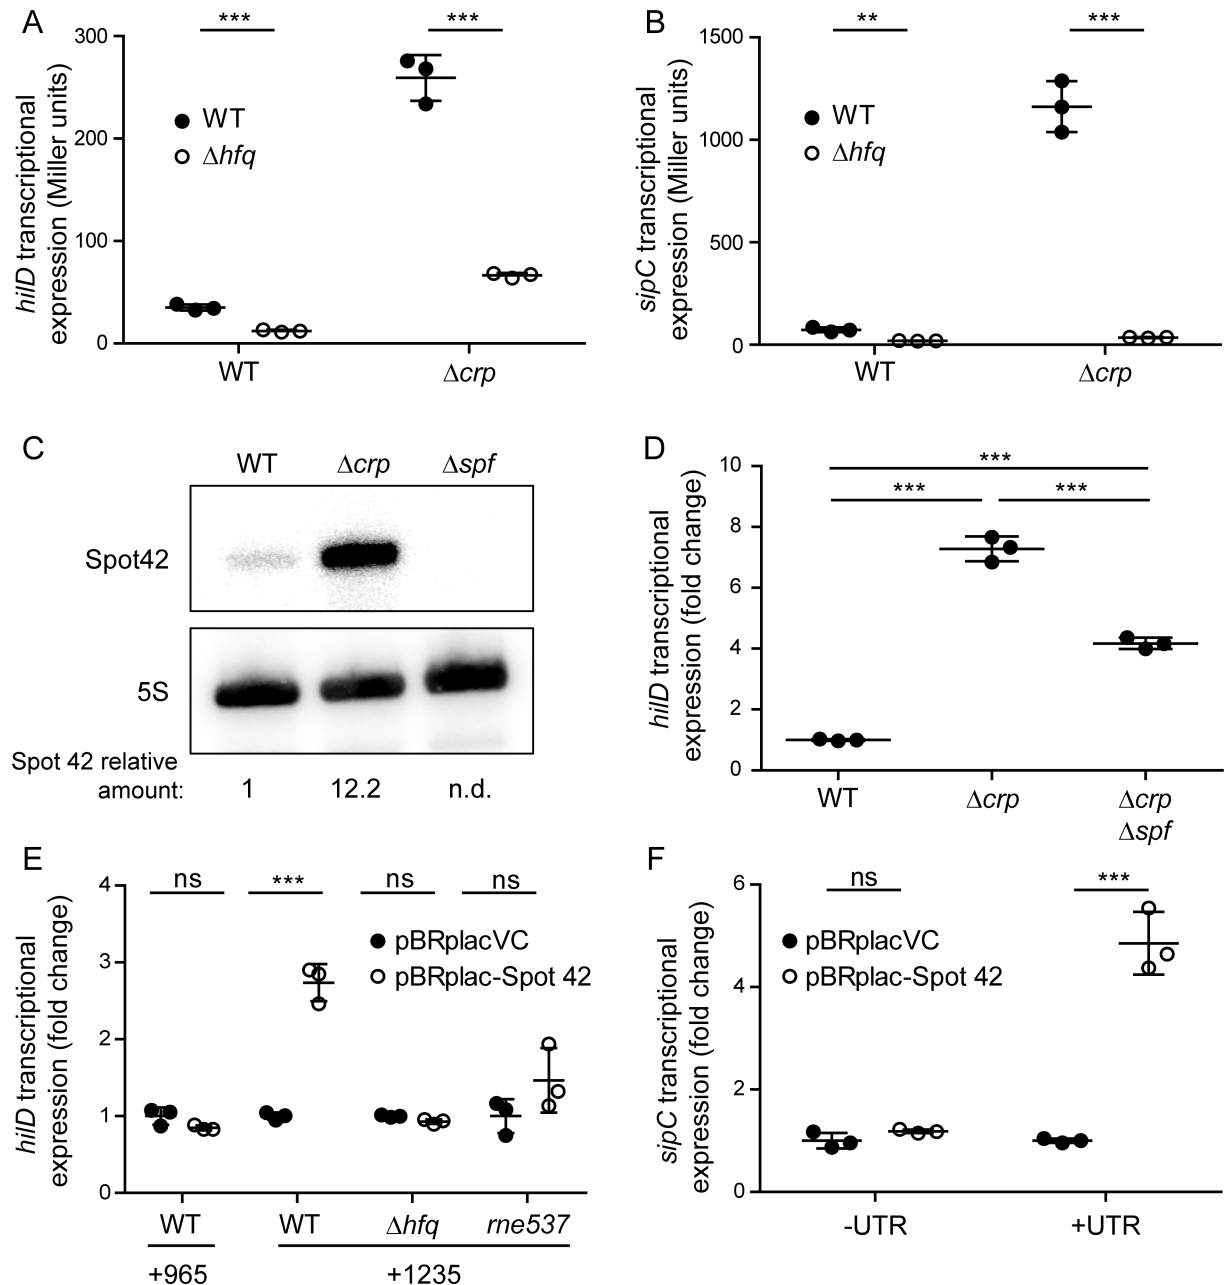 A
*** ***
300
200
100
0
hilD transcriptional
expression (Miller units)
WT
Δhfq
WT Δcrp
B
** ***
1500
1000
500
0
sipC transcriptional
expression (Miller units)
WT
Δhfq
WT Δcrp
C
WT Δcrp Δspf
Spot42
5S
Spot 42 relative
amount: 1 12.2 n.d.
D
***
*** ***
10
8
6
4
2
0
hilD transcriptional
expression (fold change)
WT Δcrp Δcrp
Δspf
E
ns *** ns ns
4
3
2
1
0
hilD transcriptional
expression (fold change)
pBRplacVC
pBRplac-Spot 42
WT WT Δhfq rne537
+965 +1235
F
ns ***
6
4
2
0
sipC transcriptional
expression (fold change)
pBRplacVC
pBRplac-Spot 42
-UTR +UTR